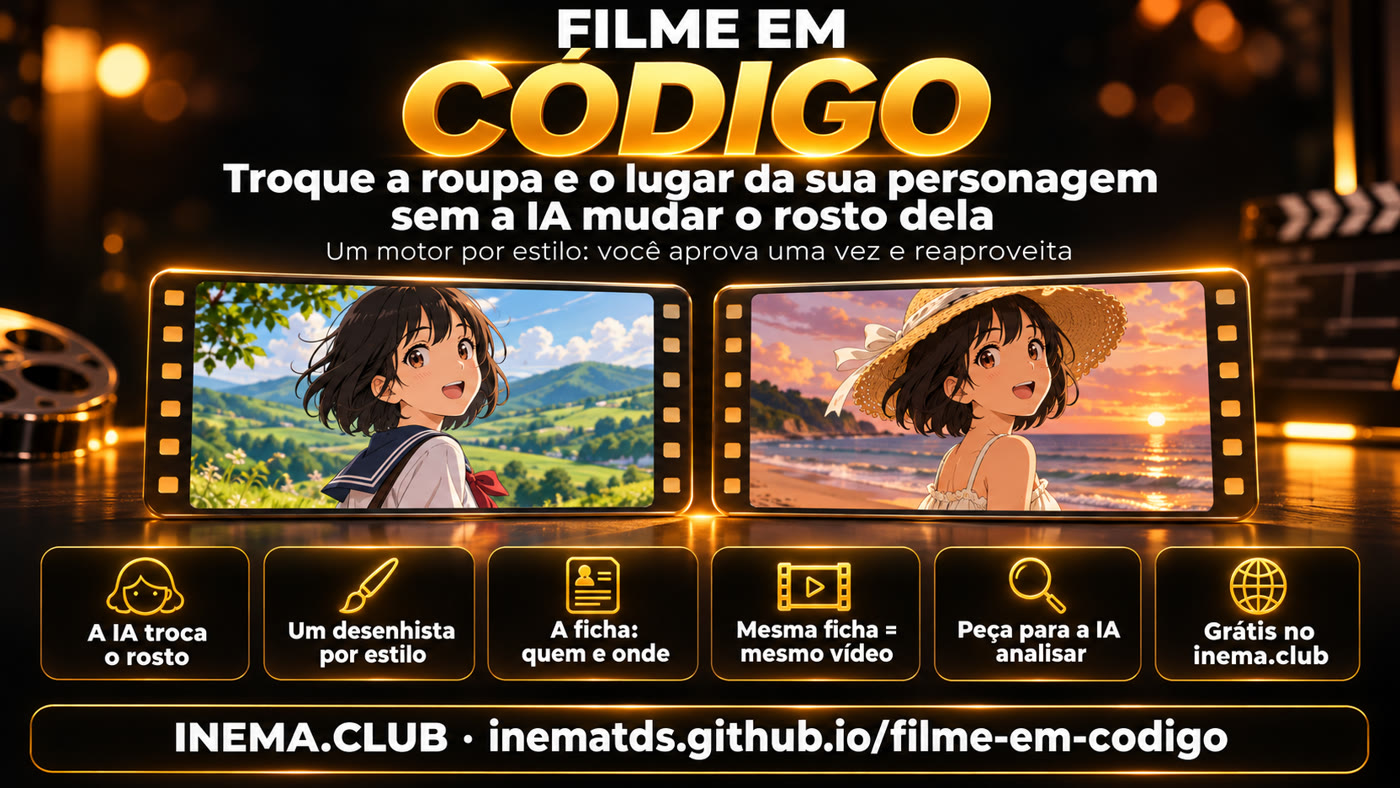 FILME EM
CÓDIGO
Troque a roupa e o lugar da sua personagem
sem a IA mudar o rosto dela
Um motor por estilo: você aprova uma vez e reaproveita
A IA troca
o rosto
Um desenhista
por estilo
A ficha:
quem e onde
Mesma ficha =
mesmo vídeo
Peça para a IA
analisar
Grátis no
inema.club
INEMA.CLUB · inematds.github.io/filme-em-codigo